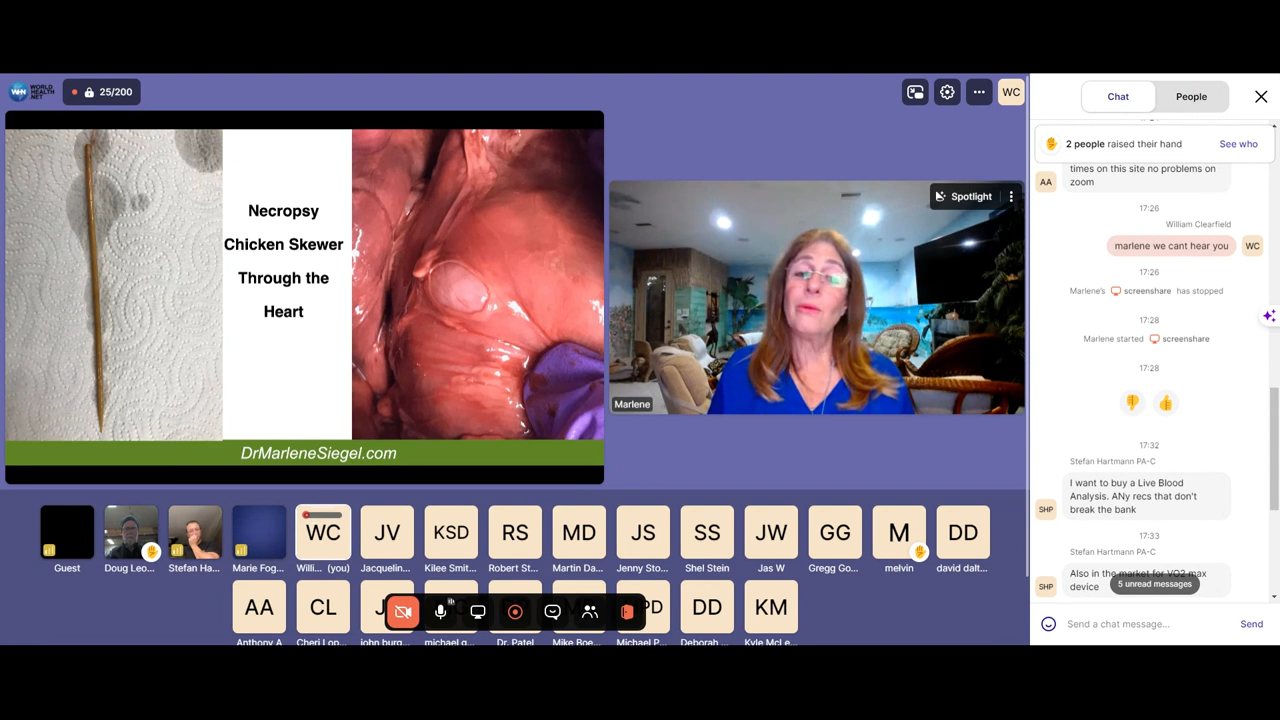 WORLD
HEALTH
NET
25/200
WC
Necropsy
Chicken Skewer
Through the
Heart
DrMarleneSiegel.com
Spotlight
Marlene
Guest
Doug Leo...
Stefan Ha...
Marie Fog...
WC
Willi... (you)
JV
Jacquelin...
KSD
Kilee Smit...
RS
Robert St...
MD
Martin Da...
JS
Jenny Sto...
SS
Shel Stein
JW
Jas W
GG
Gregg Go...
M
melvin
DD
david dalt...
AA
Anthony A
CL
Cheri Lop...
J
john burg...
michael g...
Dr. Patel
Mike Boe...
PD
Michael P...
DD
Deborah ...
KM
Kyle McLe...
Chat
People
2 people raised their hand
See who
times on this site no problems on
zoom
AA
17:26
William Clearfield
marlene we cant hear you
WC
17:26
Marlene's screenshare has stopped
17:28
Marlene started screenshare
17:28
17:32
Stefan Hartmann PA-C
I want to buy a Live Blood
Analysis. ANy recs that don't
break the bank
SHP
17:33
Stefan Hartmann PA-C
Also in the market for VO2 max
device
SHP
5 unread messages
Send a chat message...
Send